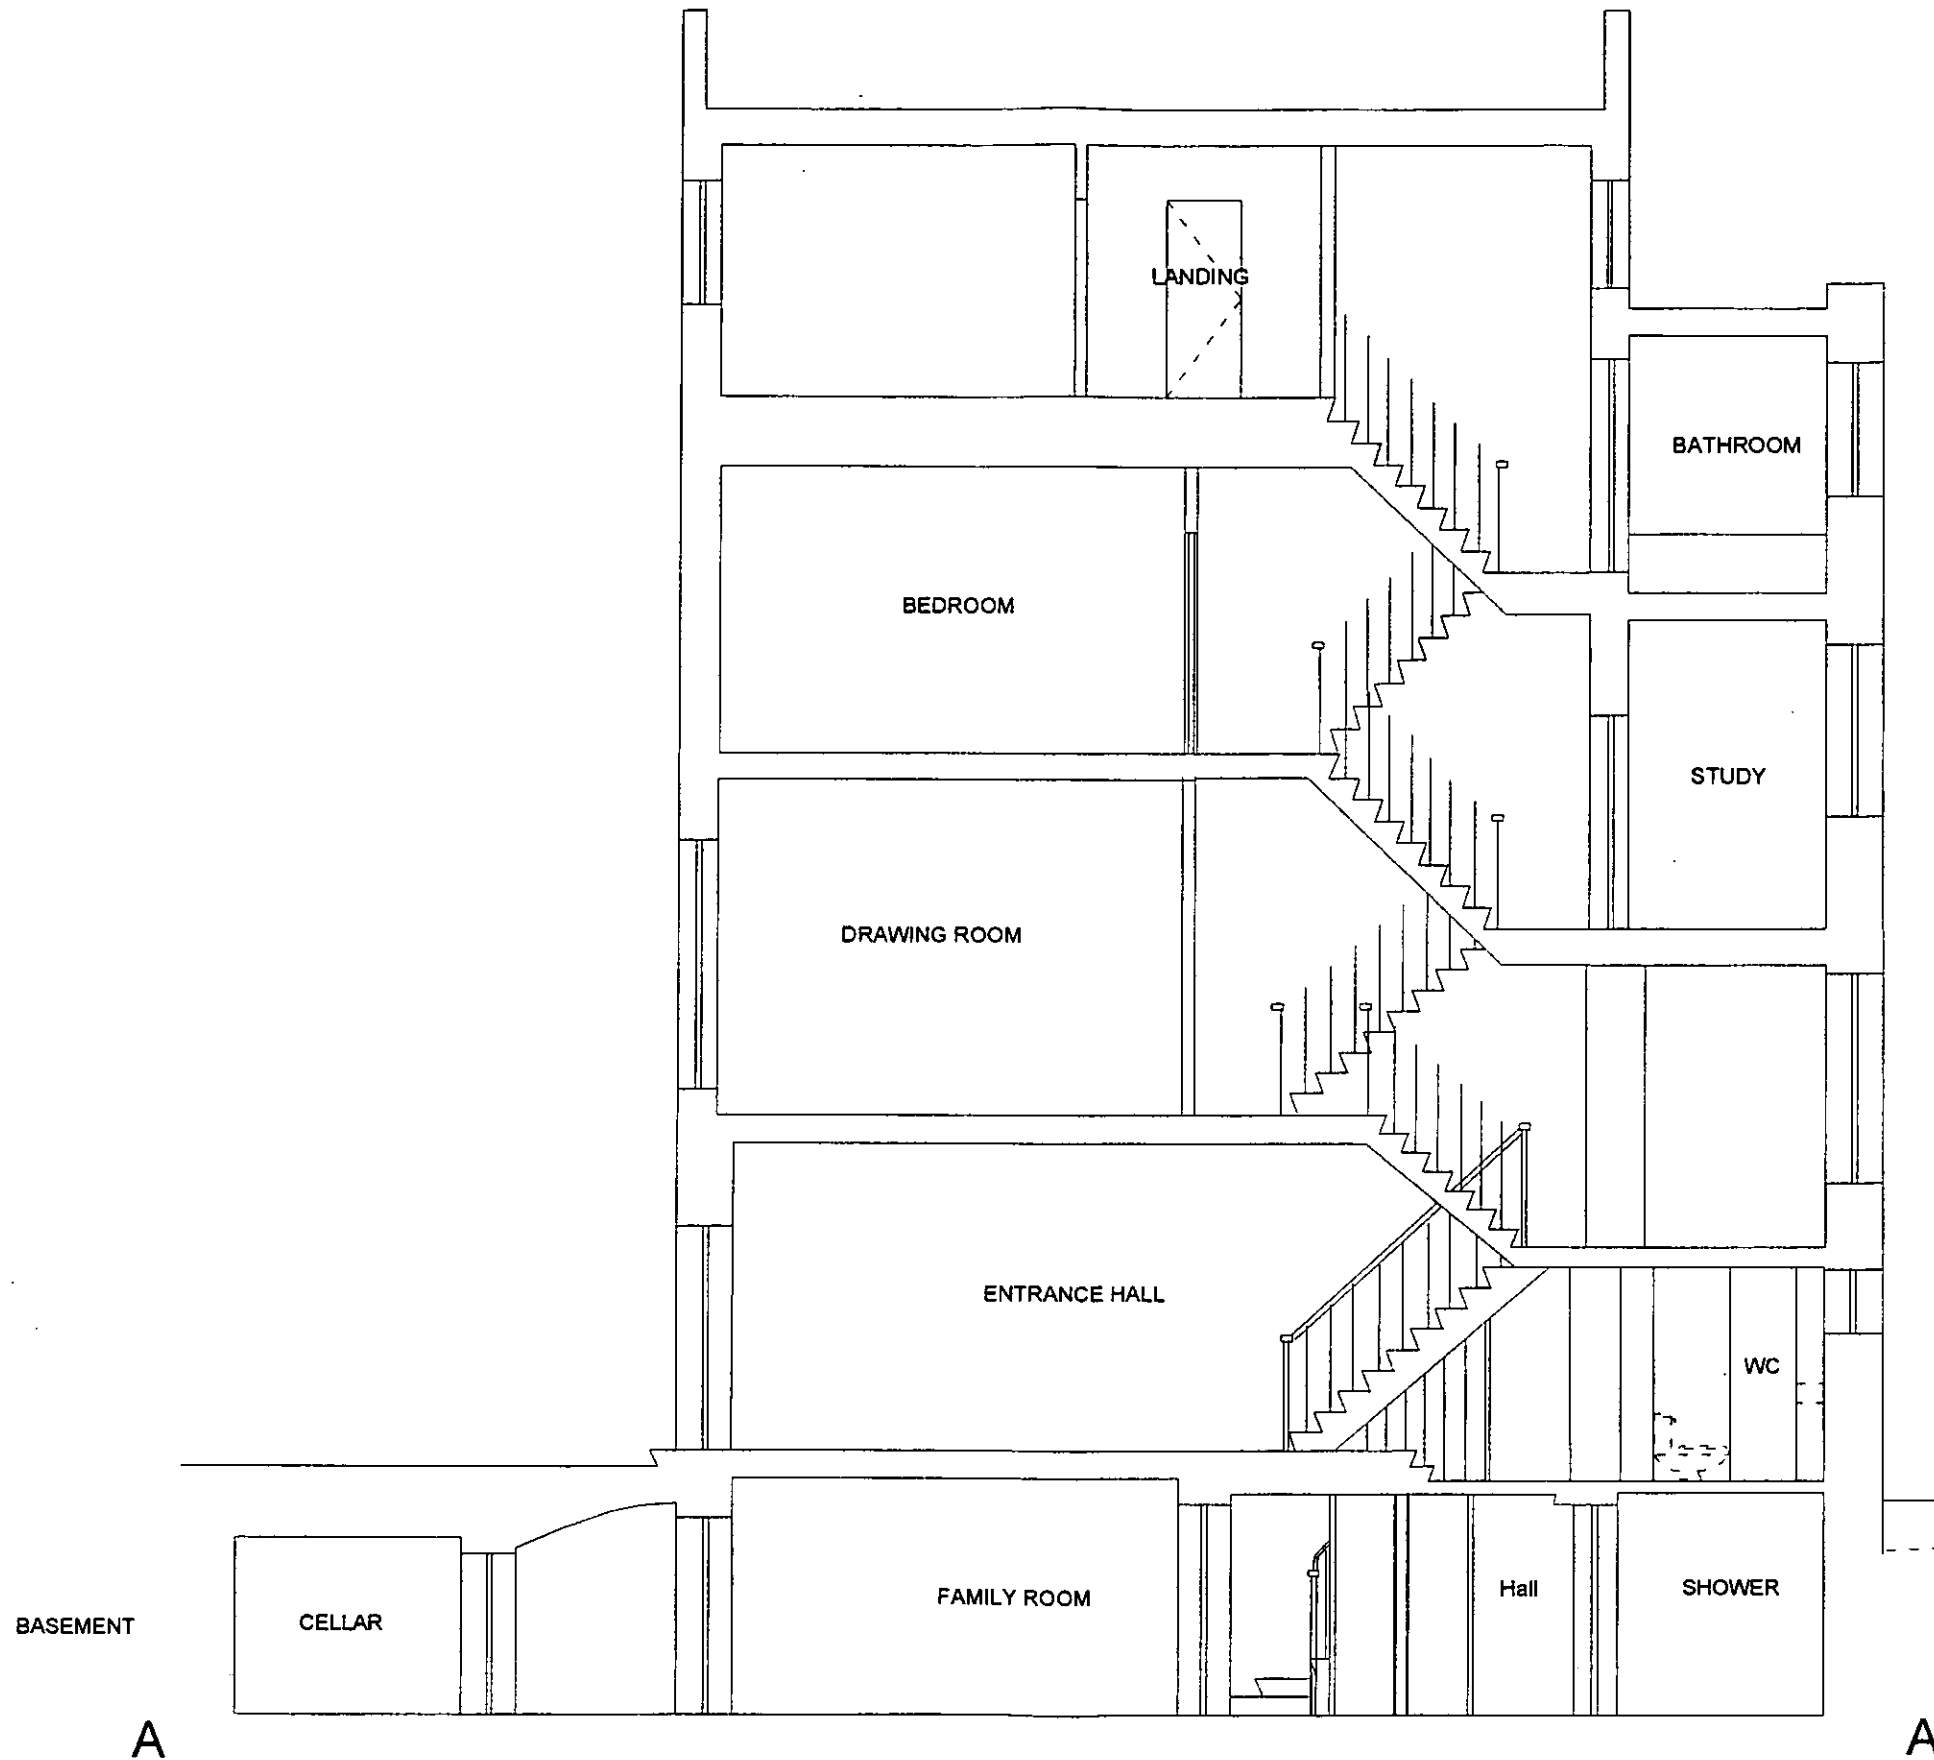 LANDING
BATHROOM
BEDROOM
STUDY
DRAWING ROOM
ENTRANCE HALL
WC
FAMILY ROOM
Hall
SHOWER
CELLAR
BASEMENT
A
A